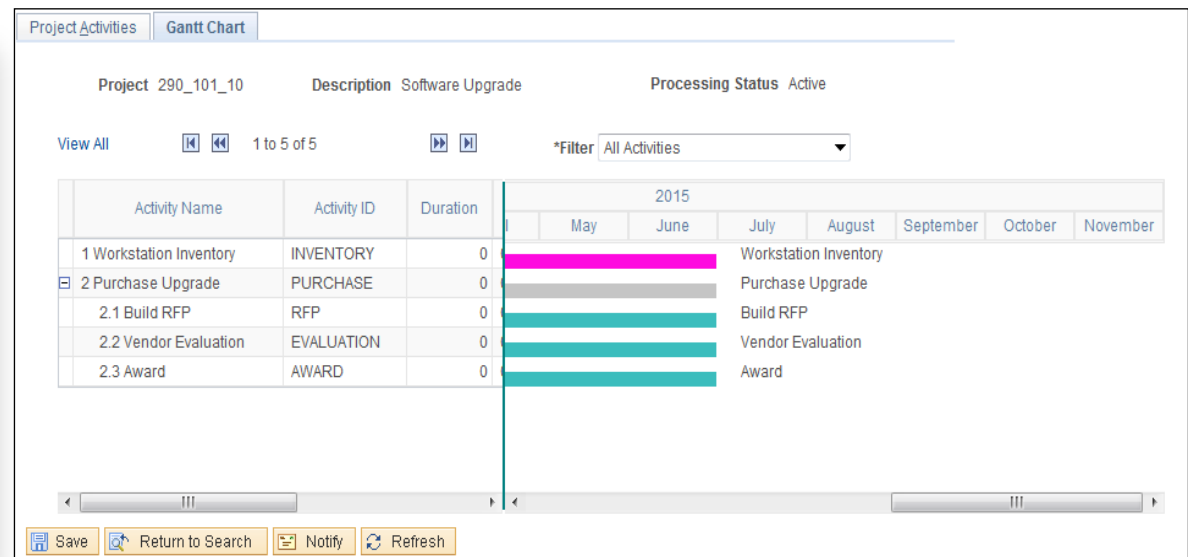 Project Activities Gantt Chart
Project 290_101_10 Description Software Upgrade Processing Status Active
View All 1 to 5 of 5 *Filter All Activities
Activity Name Activity ID Duration 2015
May June July August September October November
1 Workstation Inventory INVENTORY 0 Workstation Inventory
2 Purchase Upgrade PURCHASE 0 Purchase Upgrade
2.1 Build RFP RFP 0 Build RFP
2.2 Vendor Evaluation EVALUATION 0 Vendor Evaluation
2.3 Award AWARD 0 Award
Save Return to Search Notify Refresh